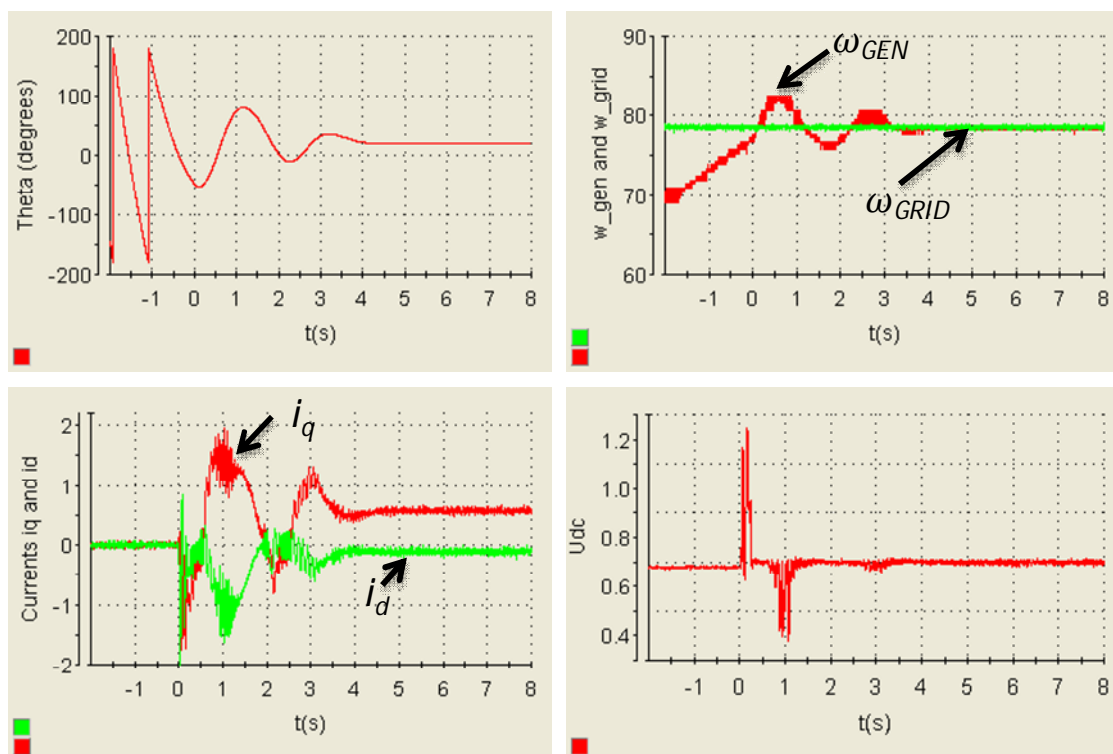 200
100
0
-100
-200
Theta (degrees)
-1 0 1 2 3 4 5 6 7 8
t(s)
90
80
70
60
w_gen and w_grid
ωGEN
ωGRID
-1 0 1 2 3 4 5 6 7 8
t(s)
2
1
0
-1
-2
Currents iq and id
iq
id
-1 0 1 2 3 4 5 6 7 8
t(s)
1.2
1.0
0.8
0.6
0.4
Udc
-1 0 1 2 3 4 5 6 7 8
t(s)